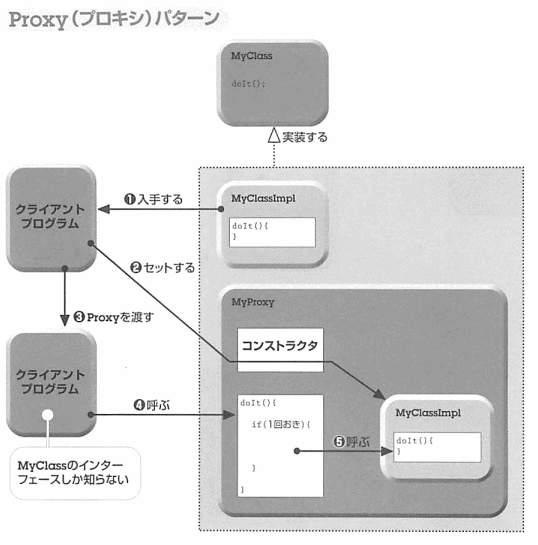 Proxy（プロキシ）パターン
MyClass
doIt();
実装する
クライアント
プログラム
❶入手する
MyClassImpl
doIt(){
}
❷セットする
MyProxy
❸Proxyを渡す
コンストラクタ
クライアント
プログラム
❹呼ぶ
doIt(){
if(1回おき){
❺呼ぶ
}
}
MyClassImpl
doIt(){
}
MyClassのインター
フェースしか知らない